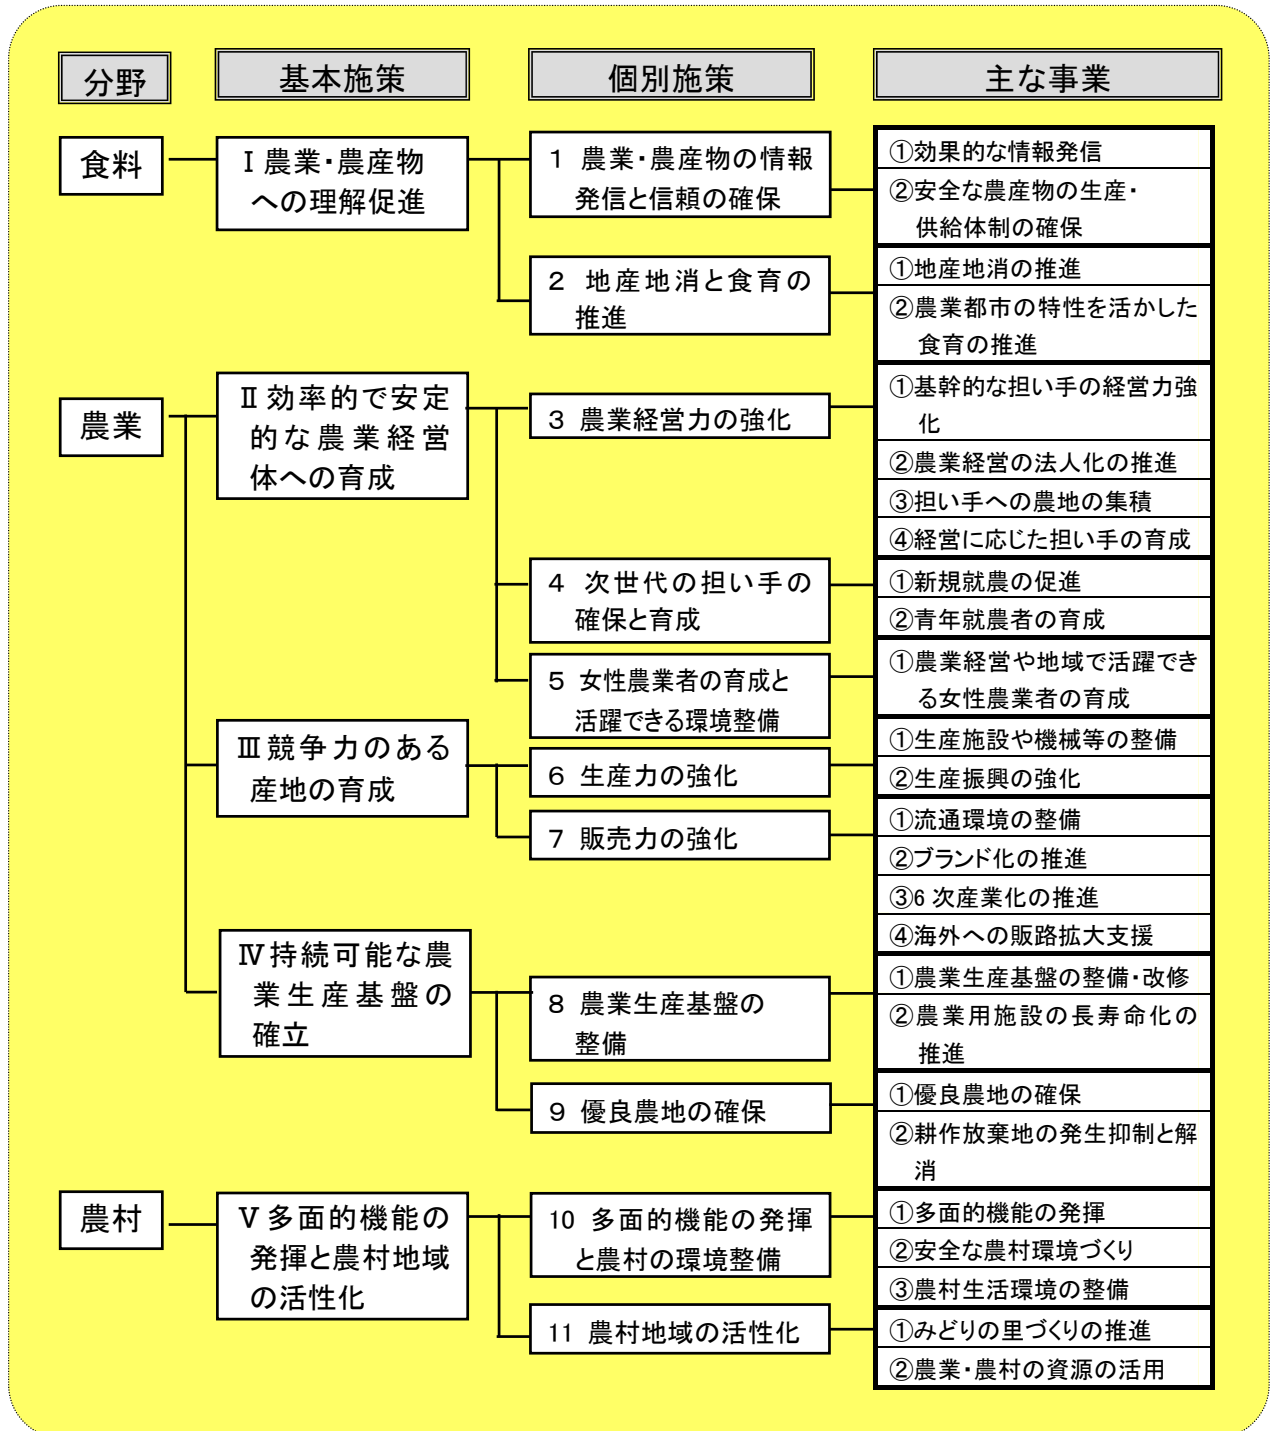 分野
基本施策
個別施策
主な事業
食料
Ⅰ農業・農産物
への理解促進
1 農業・農産物の情報
発信と信頼の確保
①効果的な情報発信
②安全な農産物の生産・
供給体制の確保
2 地産地消と食育の
推進
①地産地消の推進
②農業都市の特性を活かした
食育の推進
農業
Ⅱ効率的で安定
的な農業経営
体への育成
3 農業経営力の強化
①基幹的な担い手の経営力強
化
②農業経営の法人化の推進
③担い手への農地の集積
④経営に応じた担い手の育成
4 次世代の担い手の
確保と育成
①新規就農の促進
②青年就農者の育成
5 女性農業者の育成と
活躍できる環境整備
①農業経営や地域で活躍でき
る女性農業者の育成
Ⅲ競争力のある
産地の育成
6 生産力の強化
①生産施設や機械等の整備
②生産振興の強化
7 販売力の強化
①流通環境の整備
②ブランド化の推進
③6次産業化の推進
④海外への販路拡大支援
Ⅳ持続可能な農
業生産基盤の
確立
8 農業生産基盤の
整備
①農業生産基盤の整備・改修
②農業用施設の長寿命化の
推進
9 優良農地の確保
①優良農地の確保
②耕作放棄地の発生抑制と解
消
農村
Ⅴ多面的機能の
発揮と農村地域
の活性化
10 多面的機能の発揮
と農村の環境整備
①多面的機能の発揮
②安全な農村環境づくり
③農村生活環境の整備
11 農村地域の活性化
①みどりの里づくりの推進
②農業・農村の資源の活用